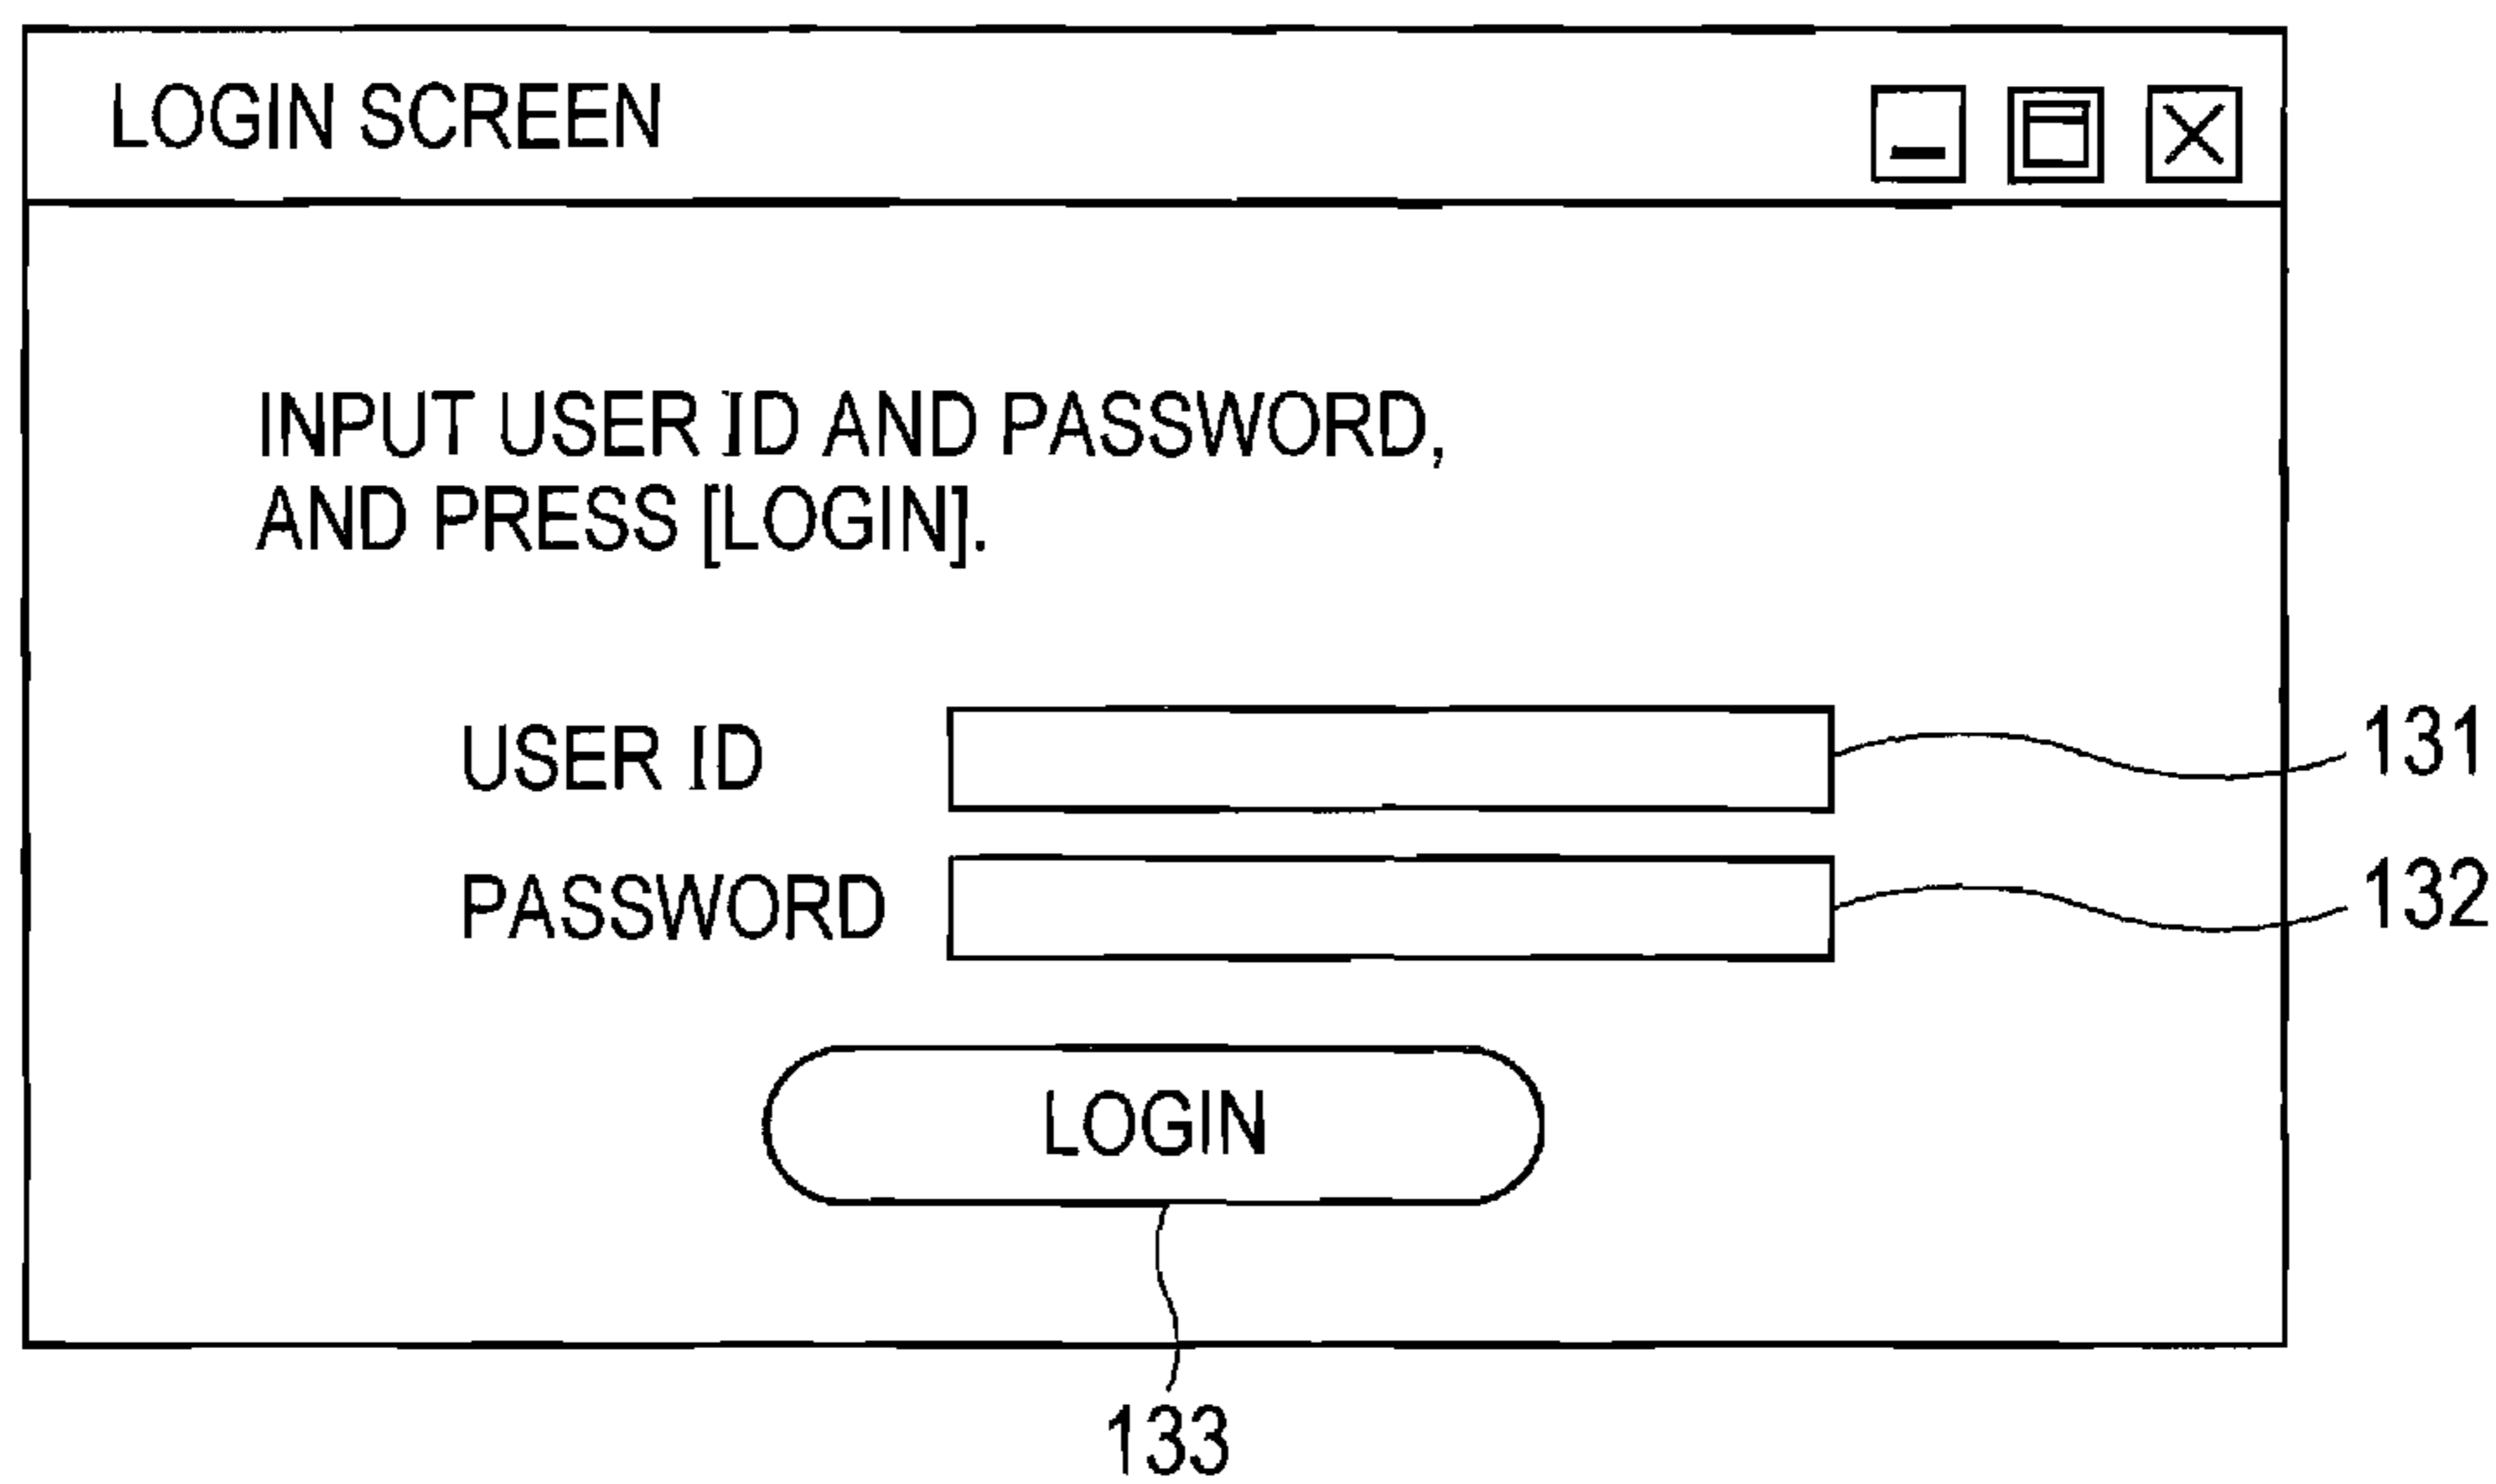 LOGIN SCREEN
INPUT USER ID AND PASSWORD,
AND PRESS [LOGIN].
USER ID
131
PASSWORD
132
LOGIN
133